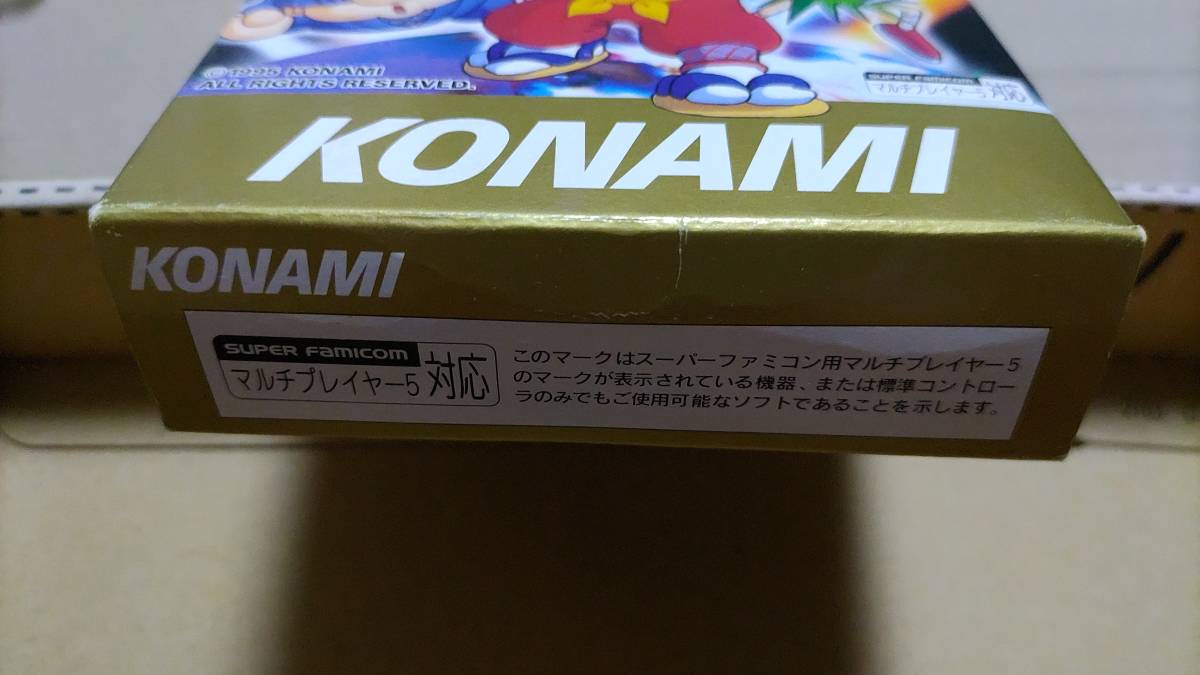 ©1995 KONAMI
ALL RIGHTS RESERVED.
SUPER FAMICOM
マルチプレイヤー5 対応
KONAMI
KONAMI
SUPER FAMICOM
マルチプレイヤー5 対応
このマークはスーパーファミコン用マルチプレイヤー5
のマークが表示されている機器、または標準コントロー
ラのみでもご使用可能なソフトであることを示します。